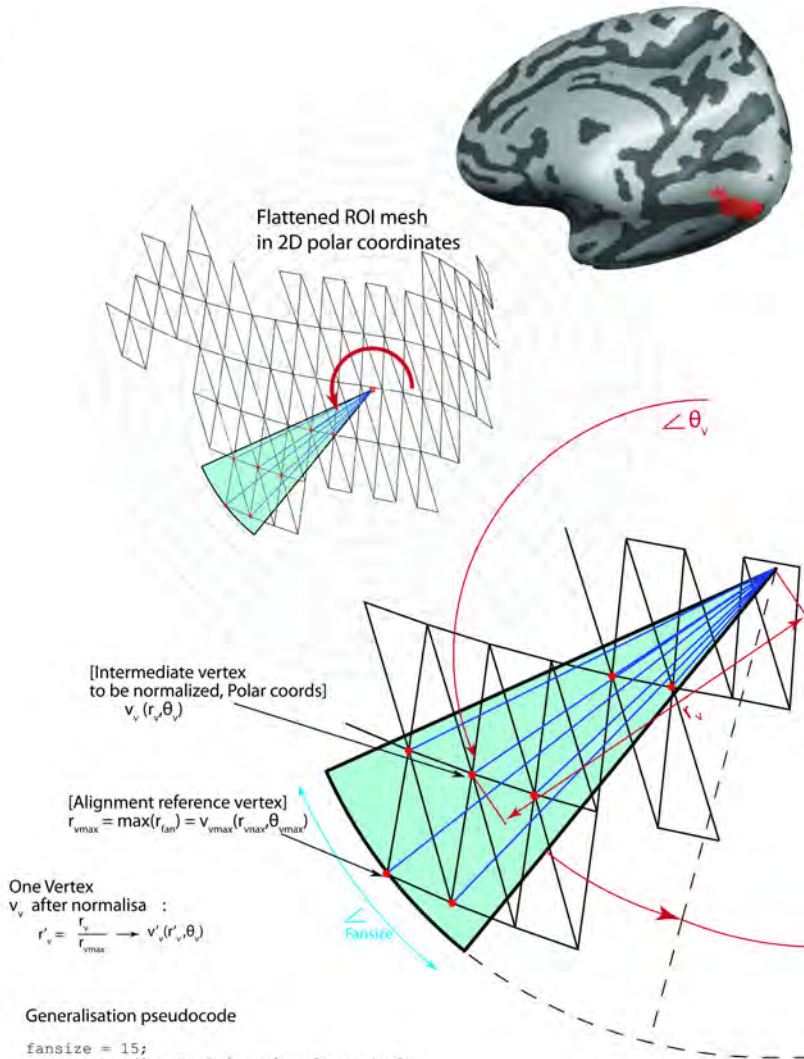 Flattened ROI mesh
in 2D polar coordinates
∠θv
[Intermediate vertex
to be normalized, Polar coords]
vv (rv,θv)
rv
[Alignment reference vertex]
rvmax = max(rfan) = vvmax(rvnax,θvmax)
One Vertex
vv after normalisa :
r'v = rv / rvmax → v'v(r'v,θv)
∠
Fansize
Generalisation pseudocode
fansize = 15;